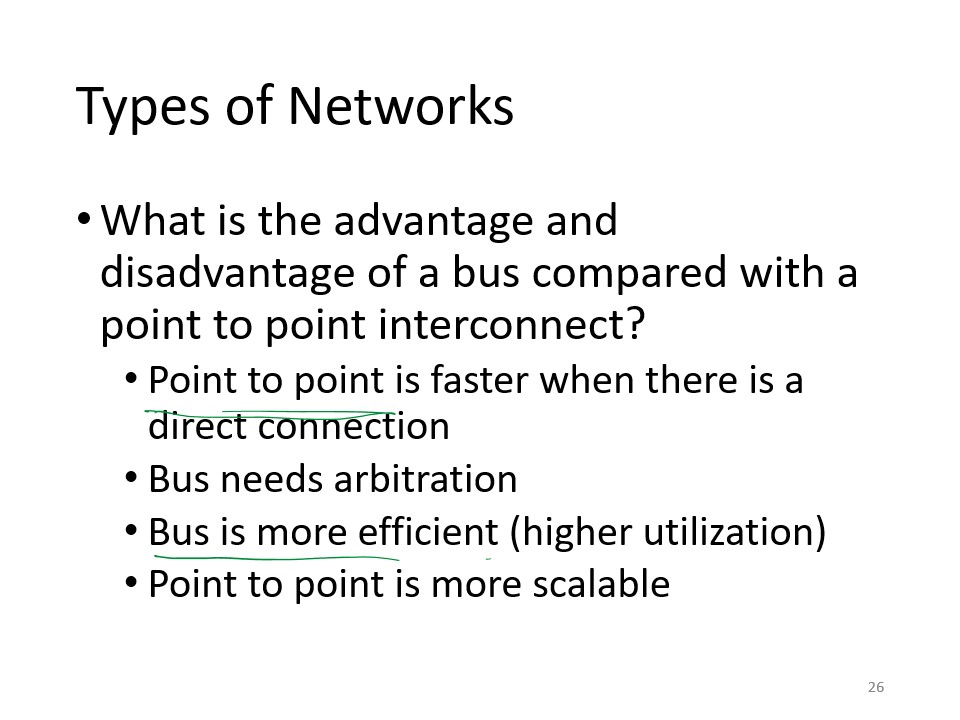 Types of Networks
• What is the advantage and
disadvantage of a bus compared with a
point to point interconnect?
• Point to point is faster when there is a
direct connection
• Bus needs arbitration
• Bus is more efficient (higher utilization)
• Point to point is more scalable
26